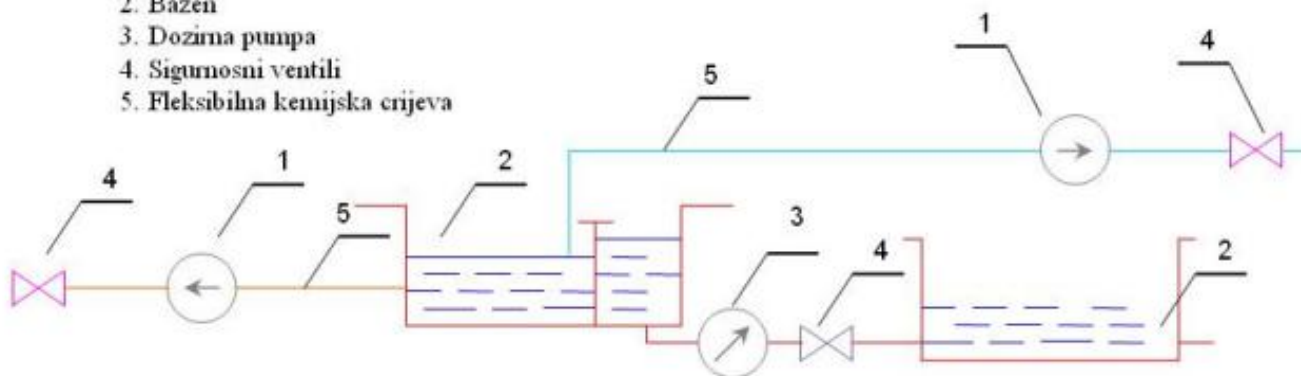 2. Bazen
3. Dozirna pumpa
4. Sigurnosni ventili
5. Fleksibilna kemijska crijeva
1
4
5
4
1
5
2
3
4
2